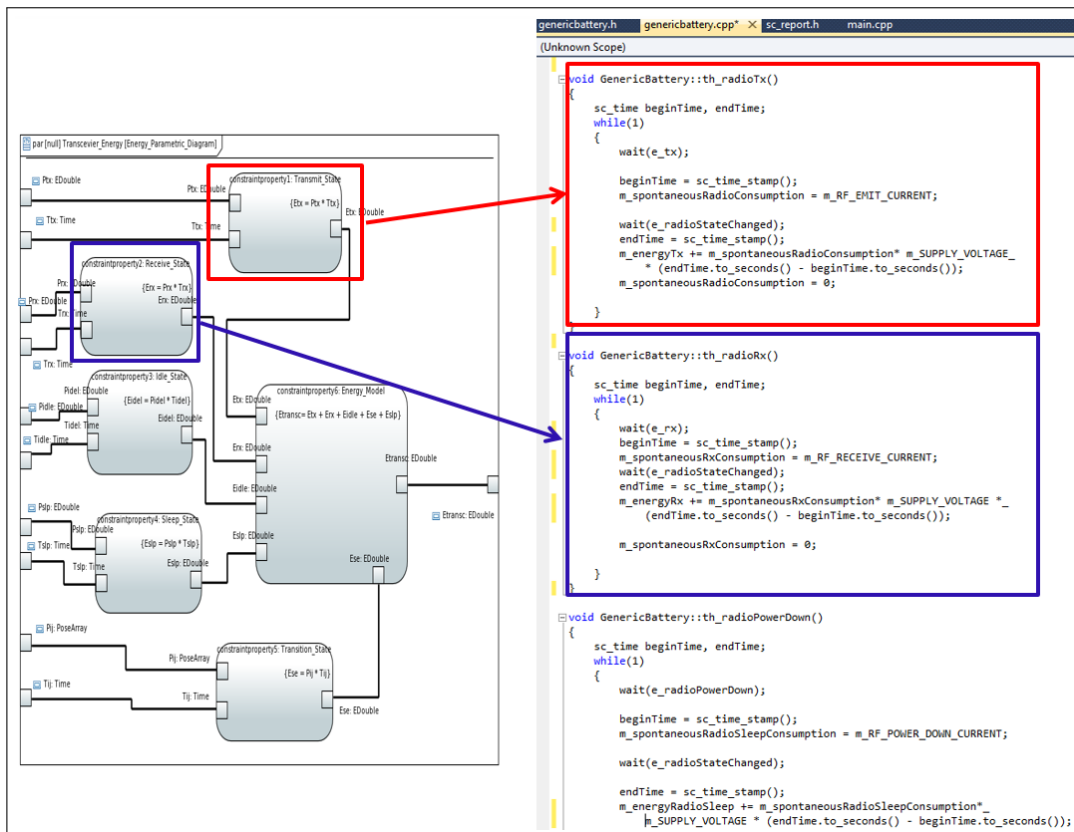 par [null] Transcevier_Energy [Energy_Parametric_Diagram]
Ptx: EDouble
Ptx: EDouble
constraintproperty1: Transmit_State
{Etx = Ptx * Ttx}
Etx: EDouble
Ttx: Time
Ttx: Time
constraintproperty2: Receive_State
Prx: EDouble
{Erx = Prx * Trx}
Erx: EDouble
Prx: EDouble
Trx: Time
Trx: Time
constraintproperty3: Idle_State
Pidel: EDouble
{Eidel = Pidel * Tidel}
Pidle: EDouble
Tidel: Time
Eidel: EDouble
Tidle: Time
constraintproperty6: Energy_Model
Etx: EDouble
{Etransc= Etx + Erx + Eidle + Ese + Eslp}
Erx: EDouble
Etransc: EDouble
Eidle: EDouble
Etransc: EDouble
Eslp: EDouble
Ese: EDouble
Pslp: EDouble
constraintproperty4: Sleep_State
Pslp: EDouble
{Eslp = Pslp * Tslp}
Tslp: Time
Tslp: Time
Eslp: EDouble
Pij: PoseArray
constraintproperty5: Transition_State
Pij: PoseArray
{Ese = Pij * Tij}
Tij: Time
Tij: Time
Ese: EDouble
genericbattery.h genericbattery.cpp* sc_report.h main.cpp
(Unknown Scope)
void GenericBattery::th_radioTx()
{
sc_time beginTime, endTime;
while(1)
{
wait(e_tx);
beginTime = sc_time_stamp();
m_spontaneousRadioConsumption = m_RF_EMIT_CURRENT;
wait(e_radioStateChanged);
endTime = sc_time_stamp();
m_energyTx += m_spontaneousRadioConsumption* m_SUPPLY_VOLTAGE_
* (endTime.to_seconds() - beginTime.to_seconds());
m_spontaneousRadioConsumption = 0;
}
}
void GenericBattery::th_radioRx()
{
sc_time beginTime, endTime;
while(1)
{
wait(e_rx);
beginTime = sc_time_stamp();
m_spontaneousRxConsumption = m_RF_RECEIVE_CURRENT;
wait(e_radioStateChanged);
endTime = sc_time_stamp();
m_energyRx += m_spontaneousRxConsumption* m_SUPPLY_VOLTAGE *_
(endTime.to_seconds() - beginTime.to_seconds());
m_spontaneousRxConsumption = 0;
}
}
void GenericBattery::th_radioPowerDown()
{
sc_time beginTime, endTime;
while(1)
{
wait(e_radioPowerDown);
beginTime = sc_time_stamp();
m_spontaneousRadioSleepConsumption = m_RF_POWER_DOWN_CURRENT;
wait(e_radioStateChanged);
endTime = sc_time_stamp();
m_energyRadioSleep += m_spontaneousRadioSleepConsumption*_
m_SUPPLY_VOLTAGE * (endTime.to_seconds() - beginTime.to_seconds());